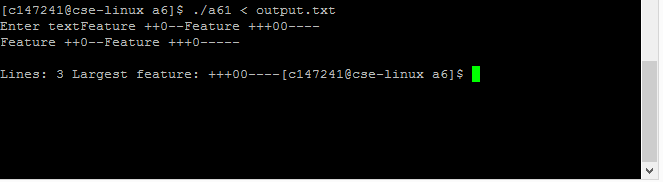 [c147241@cse-linux a6]$ ./a61 < output.txt
Enter textFeature ++0--Feature +++00----
Feature ++0--Feature +++0-----
Lines: 3 Largest feature: +++00----[c147241@cse-linux a6]$